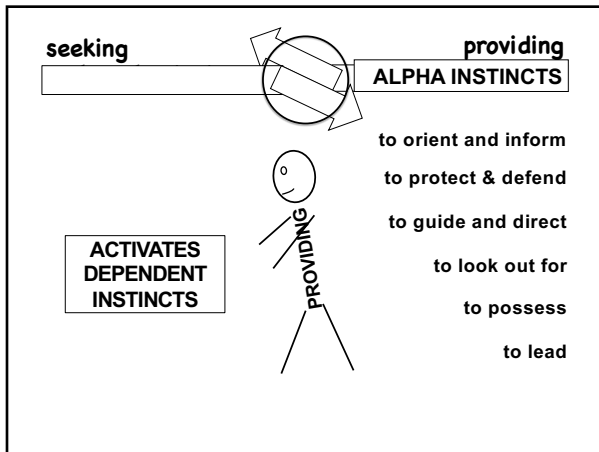 seeking
providing
ALPHA INSTINCTS
to orient and inform
to protect & defend
to guide and direct
to look out for
to possess
to lead
PROVIDING
ACTIVATES
DEPENDENT
INSTINCTS